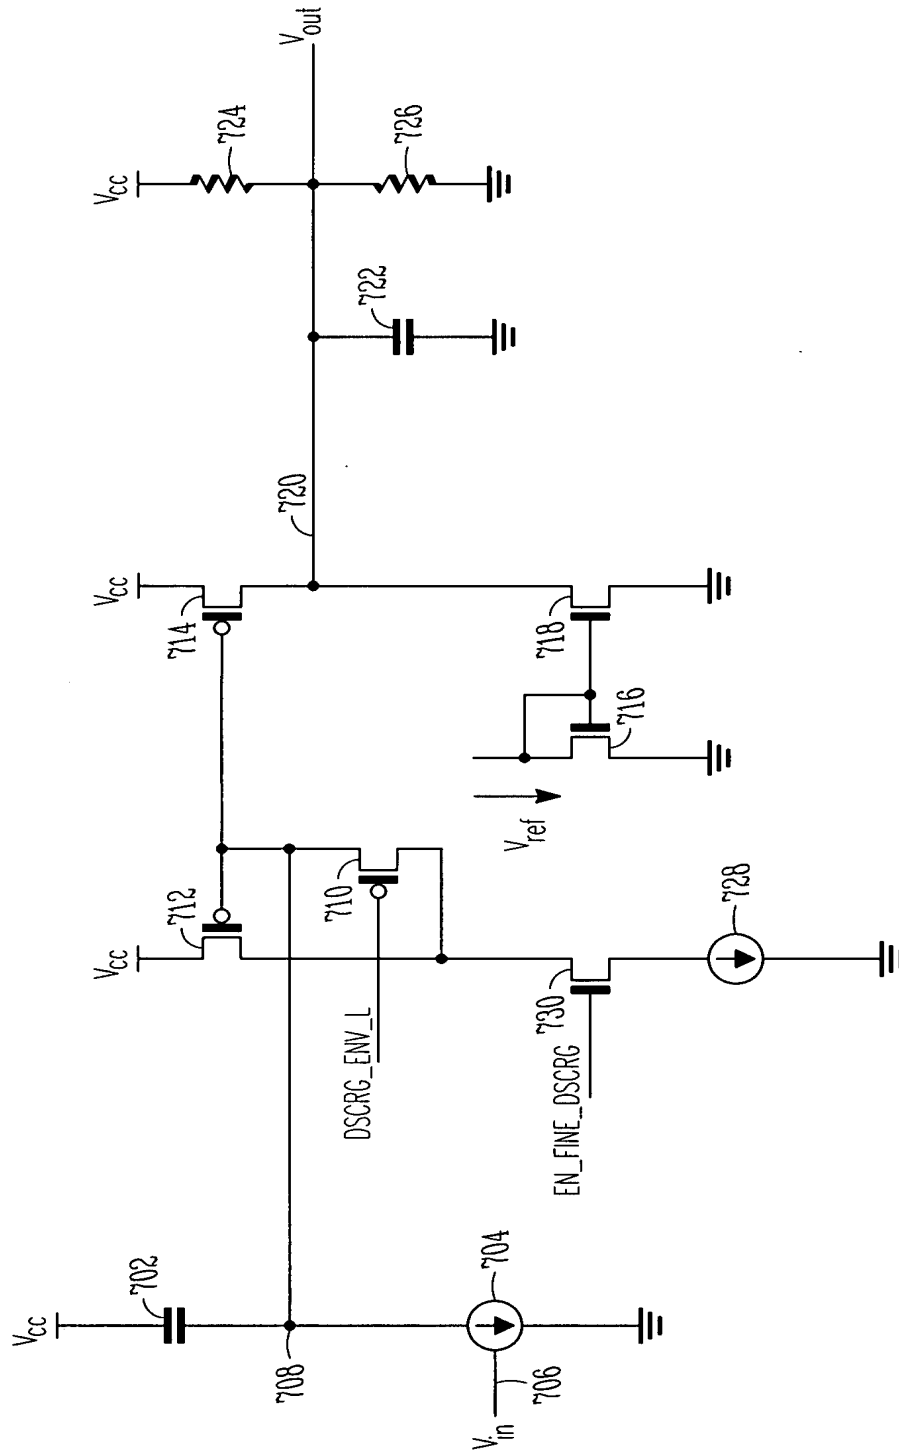 Vcc
702
708
704
706
Vin
Vcc
712
710
DSCRG_ENV_L
730
EN_FINE_DSCRG
728
Vcc
714
Vref
716
718
720
722
Vcc
724
726
Vout